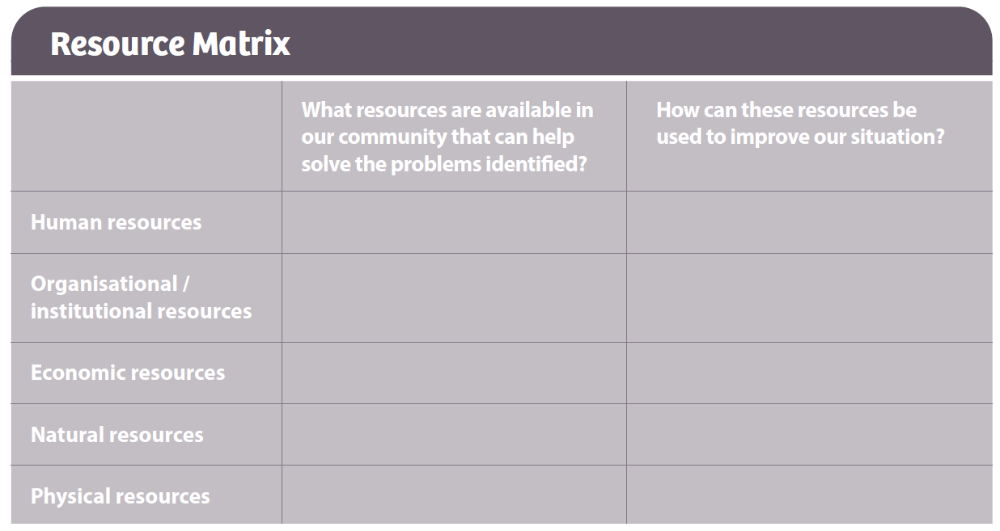 Resource Matrix
What resources are available in
our community that can help
solve the problems identified?
How can these resources be
used to improve our situation?
Human resources
Organisational /
institutional resources
Economic resources
Natural resources
Physical resources